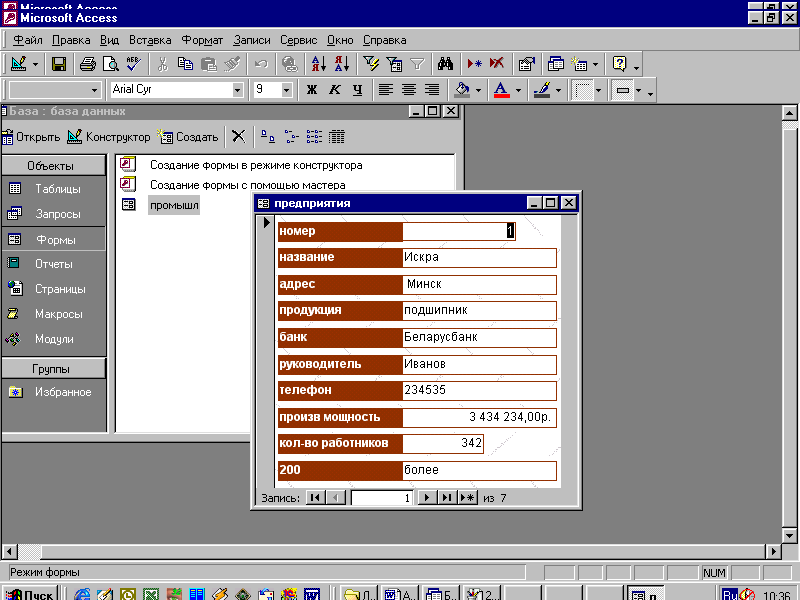 Microsoft Access
Microsoft Access
Файл Правка Вид Вставка Формат Записи Сервис Окно Справка
Arial Cyr 9 Ж К Ч
База : база данных
Открыть Конструктор Создать
Объекты
Таблицы
Запросы
Формы
Отчеты
Страницы
Макросы
Модули
Группы
Избранное
Создание формы в режиме конструктора
Создание формы с помощью мастера
промышл
предприятия
номер 1
название Искра
адрес Минск
продукция подшипник
банк Беларусбанк
руководитель Иванов
телефон 234535
произв мощность 3 434 234,00р.
кол-во работников 342
200 более
Запись: 1 из 7
Режим формы NUM
Пуск Ru 10:36